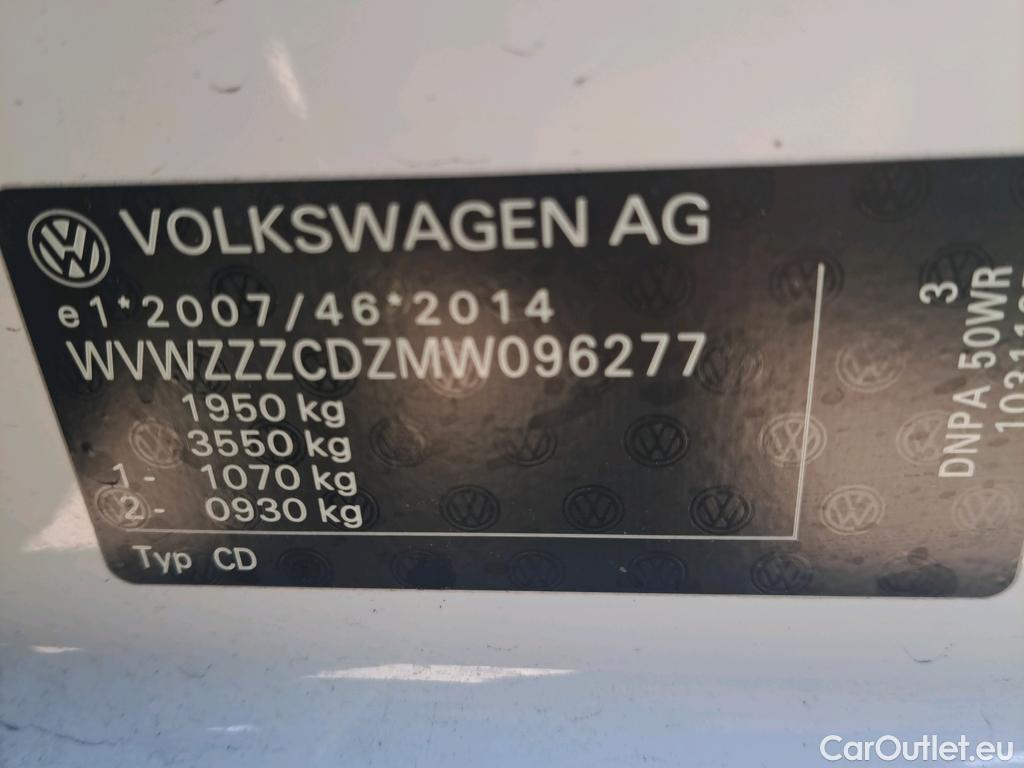 VOLKSWAGEN AG
e1*2007/46*2014
WVWZZZCDZMW096277
1950 kg
3550 kg
1- 1070 kg
2- 0930 kg
Typ CD
3
DNPA 50WR
CarOutlet.eu